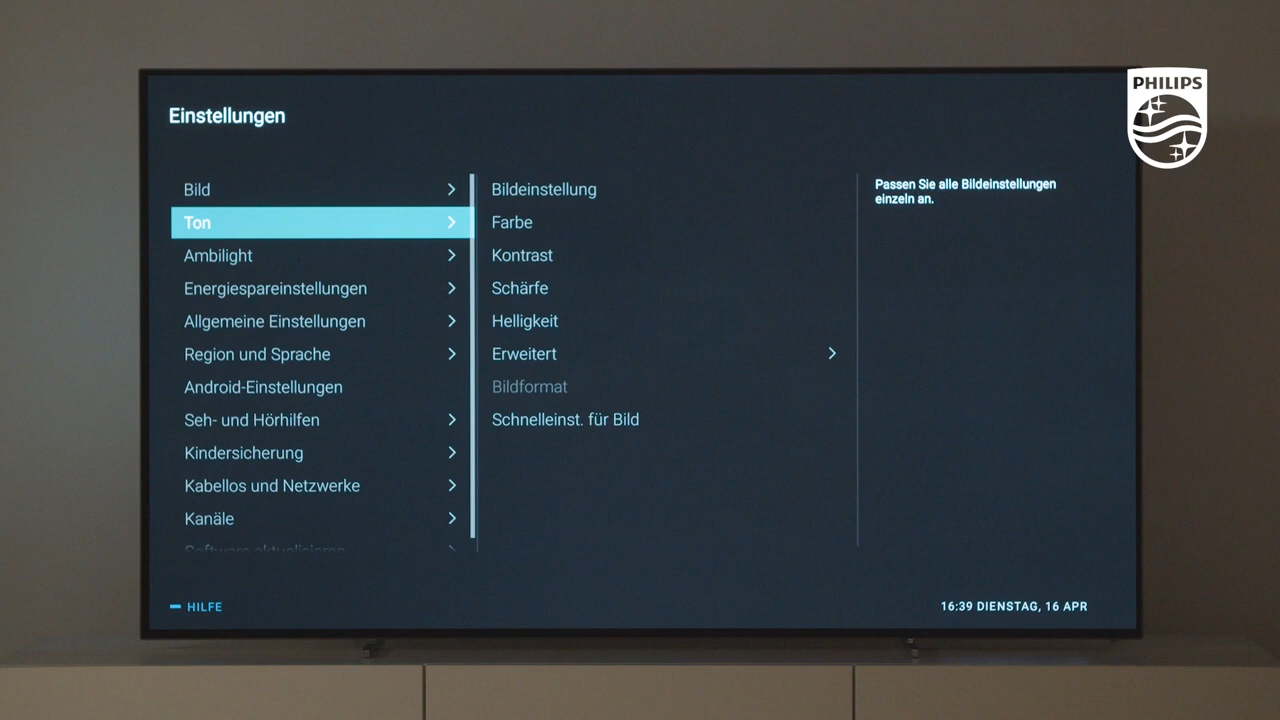 PHILIPS
Einstellungen
Bild
Ton
Ambilight
Energiespareinstellungen
Allgemeine Einstellungen
Region und Sprache
Android-Einstellungen
Seh- und Hörhilfen
Kindersicherung
Kabellos und Netzwerke
Kanäle
Software aktualisieren
Bildeinstellung
Farbe
Kontrast
Schärfe
Helligkeit
Erweitert
Bildformat
Schnelleinst. für Bild
Passen Sie alle Bildeinstellungen
einzeln an.
HILFE
16:39 DIENSTAG, 16 APR